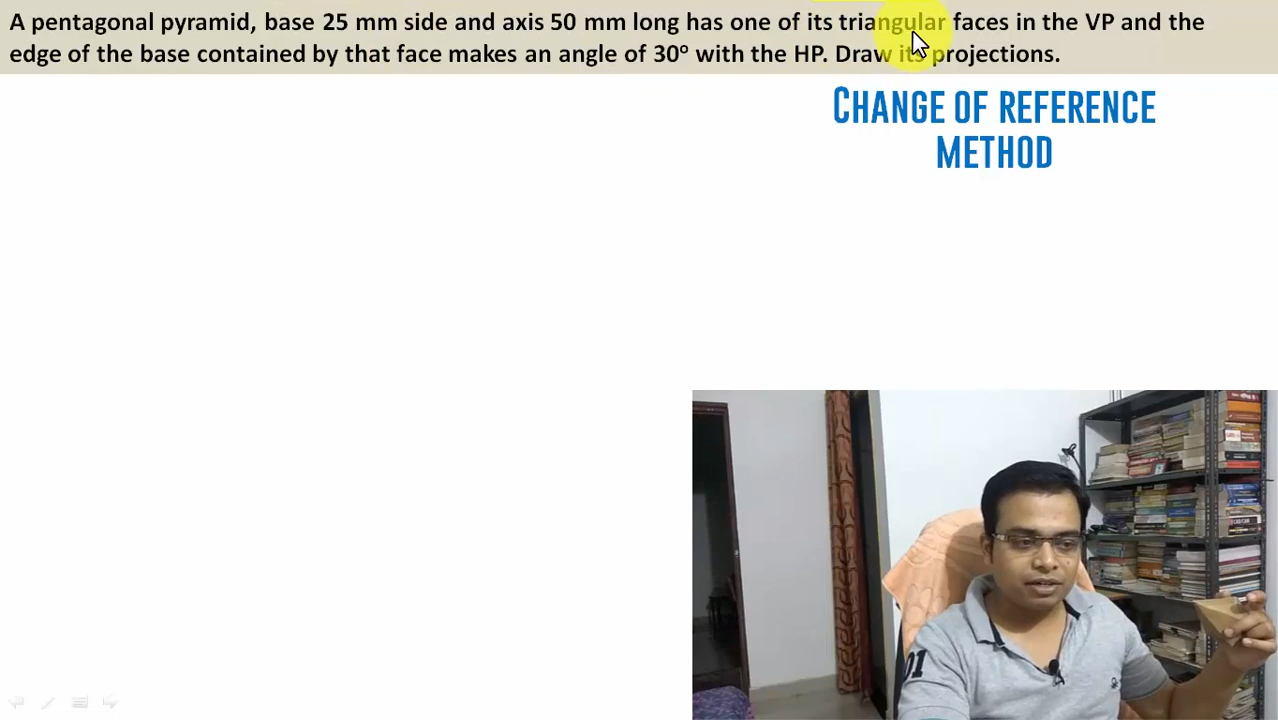 A pentagonal pyramid, base 25 mm side and axis 50 mm long has one of its triangular faces in the VP and the
edge of the base contained by that face makes an angle of 30° with the HP. Draw its projections.
CHANGE OF REFERENCE
METHOD
01